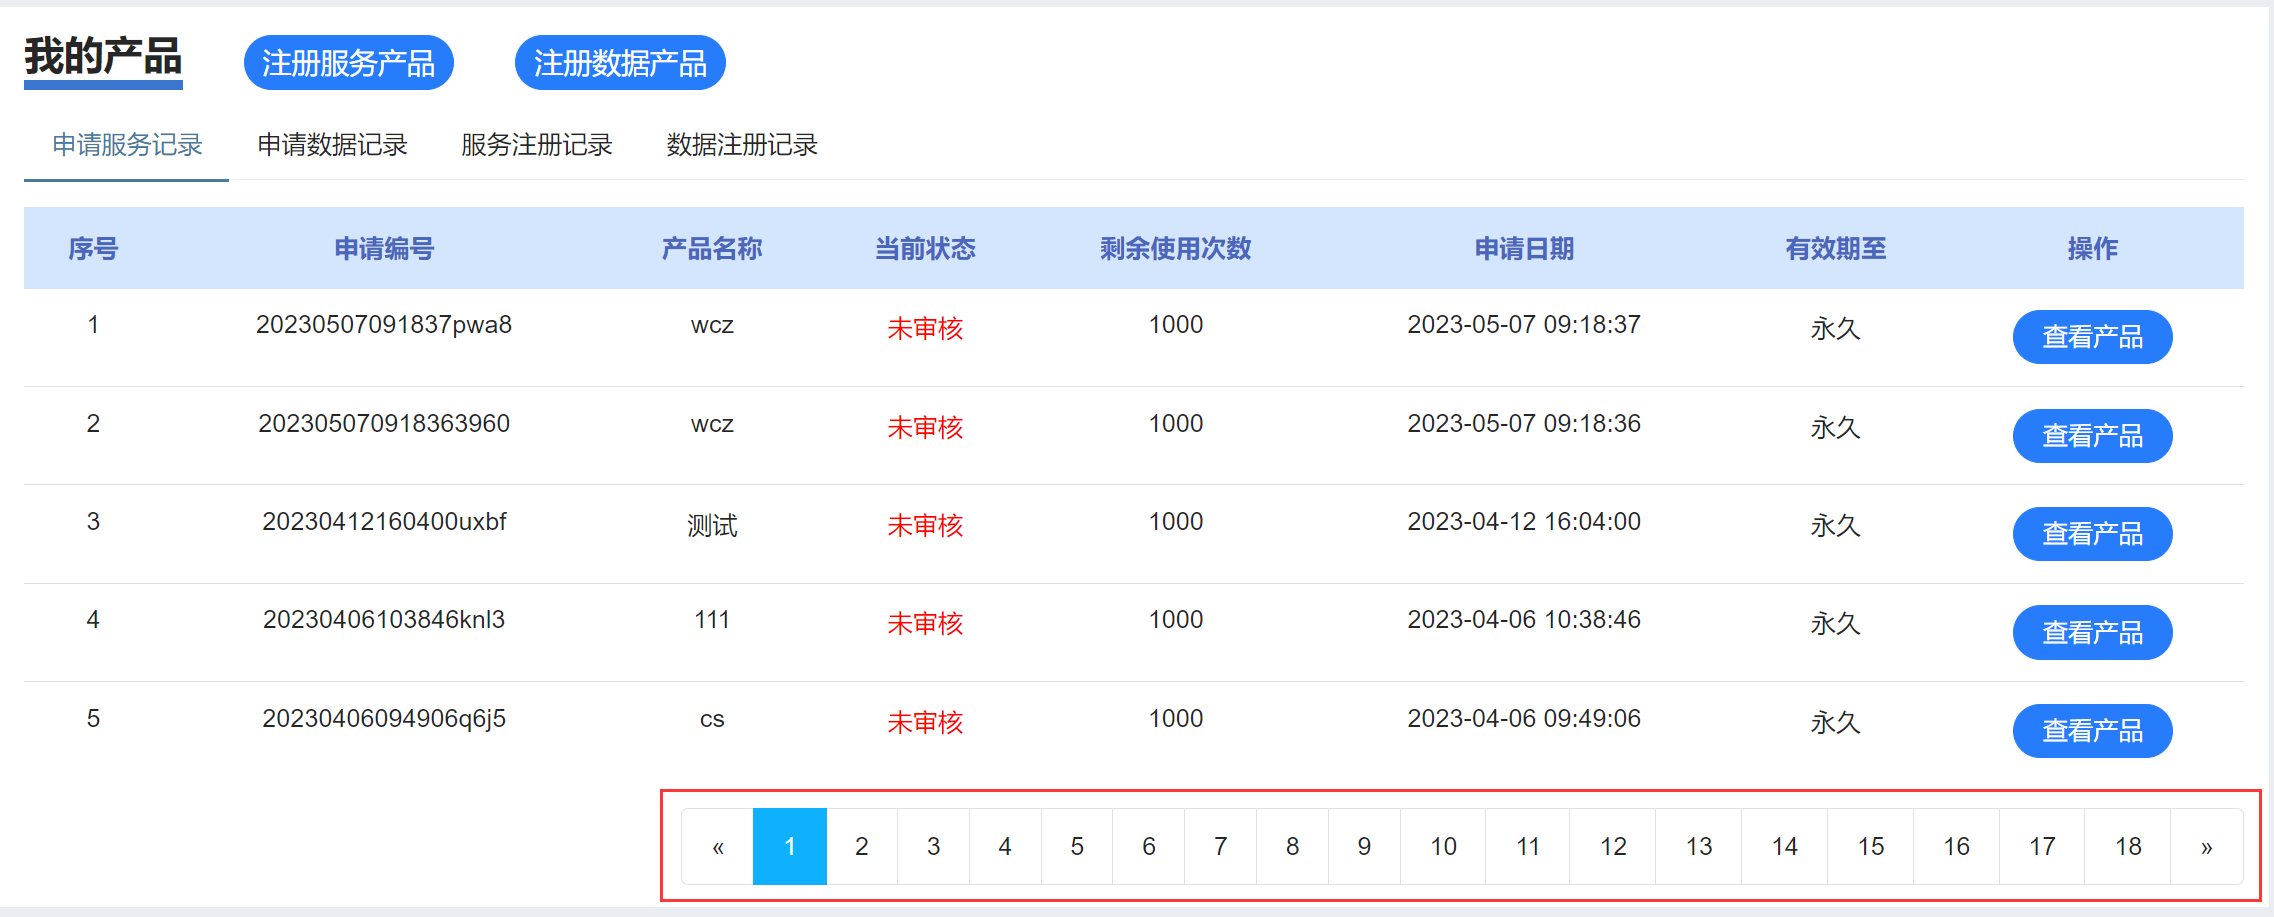 我的产品 注册服务产品 注册数据产品
申请服务记录 申请数据记录 服务注册记录 数据注册记录
序号 申请编号 产品名称 当前状态 剩余使用次数 申请日期 有效期至 操作
1 20230507091837pwa8 wcz 未审核 1000 2023-05-07 09:18:37 永久 查看产品
2 202305070918363960 wcz 未审核 1000 2023-05-07 09:18:36 永久 查看产品
3 20230412160400uxbf 测试 未审核 1000 2023-04-12 16:04:00 永久 查看产品
4 20230406103846knl3 111 未审核 1000 2023-04-06 10:38:46 永久 查看产品
5 20230406094906q6j5 cs 未审核 1000 2023-04-06 09:49:06 永久 查看产品
« 1 2 3 4 5 6 7 8 9 10 11 12 13 14 15 16 17 18 »